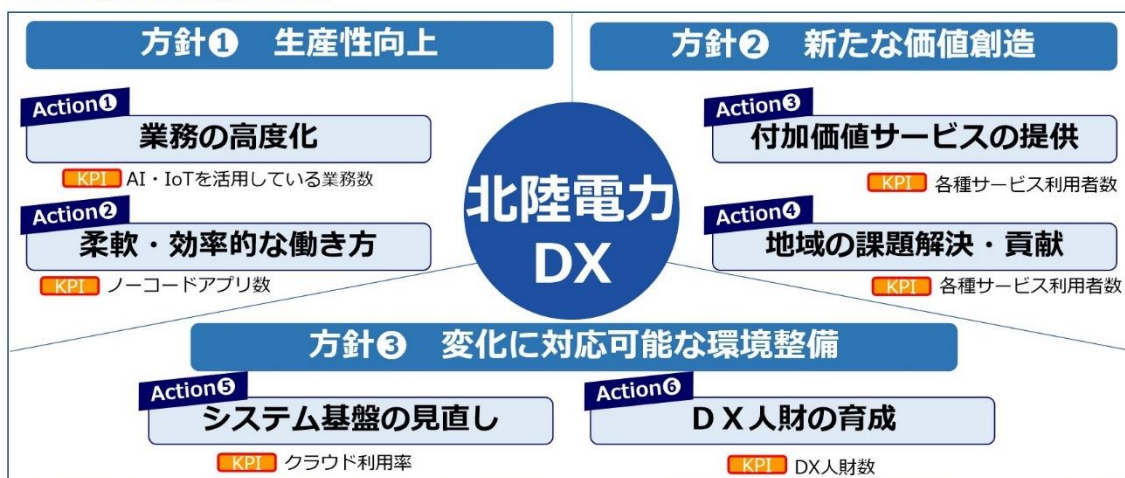 方針❶ 生産性向上
Action❶
業務の高度化
KPI AI・IoTを活用している業務数
Action❷
柔軟・効率的な働き方
KPI ノーコードアプリ数
方針❷ 新たな価値創造
Action❸
付加価値サービスの提供
KPI 各種サービス利用者数
Action❹
地域の課題解決・貢献
KPI 各種サービス利用者数
北陸電力
DX
方針❸ 変化に対応可能な環境整備
Action❺
システム基盤の見直し
KPI クラウド利用率
Action❻
ＤＸ人財の育成
KPI DX人財数